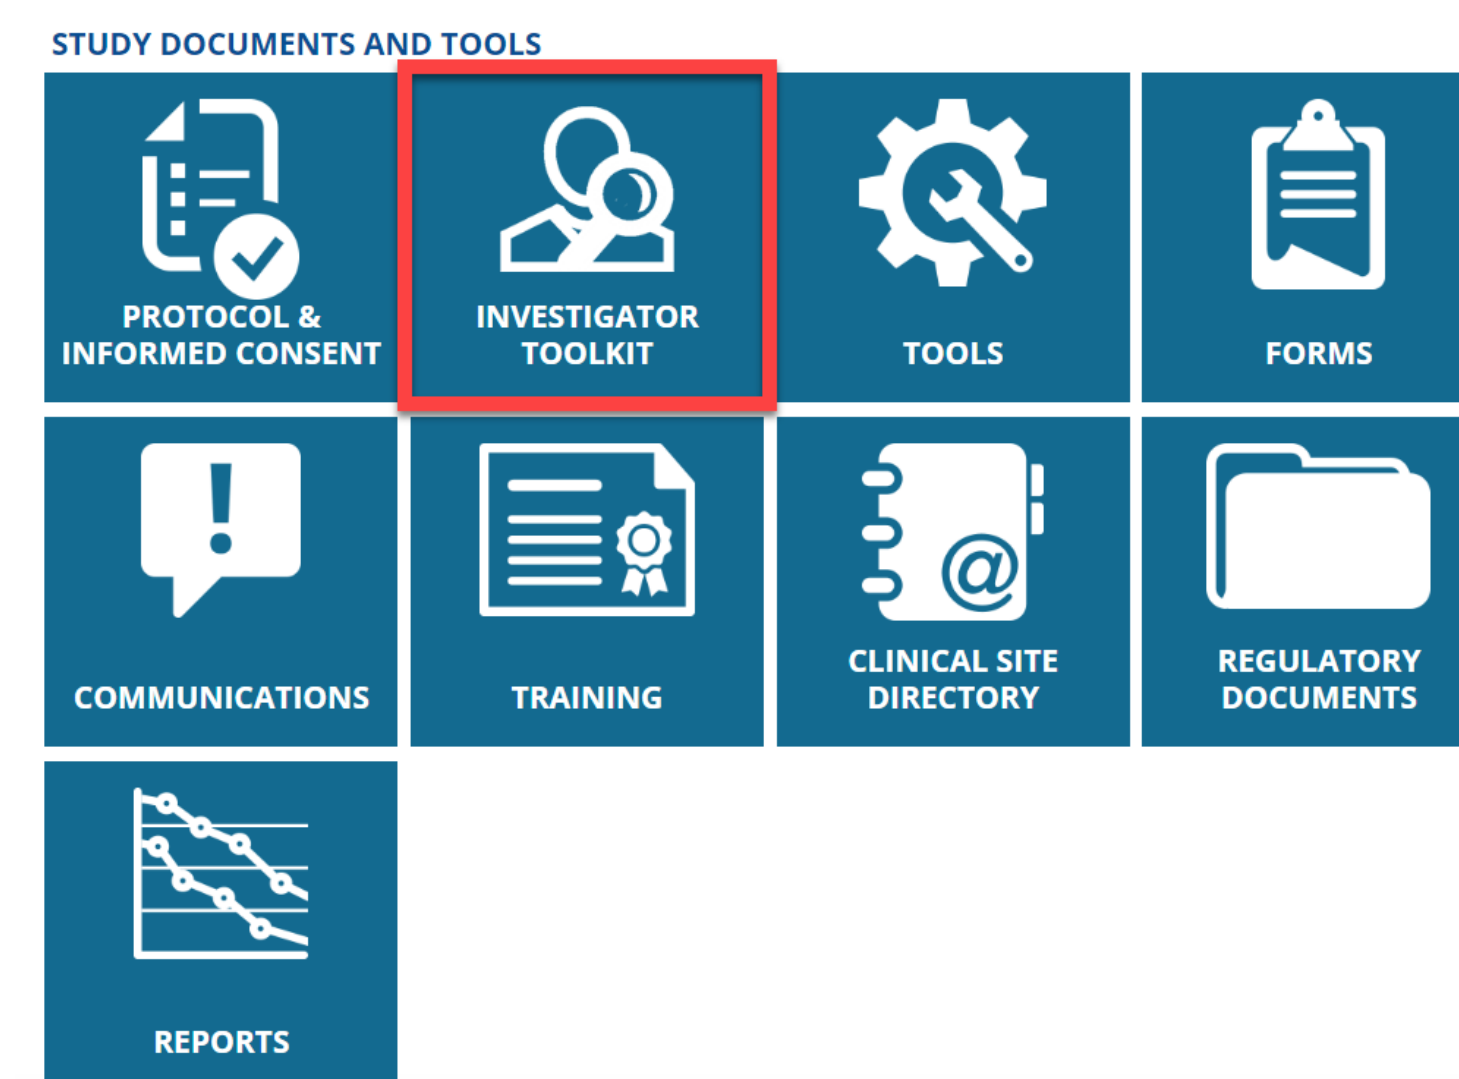 STUDY DOCUMENTS AND TOOLS
PROTOCOL &
INFORMED CONSENT
INVESTIGATOR
TOOLKIT
TOOLS
FORMS
!
COMMUNICATIONS
TRAINING
@
CLINICAL SITE
DIRECTORY
REGULATORY
DOCUMENTS
REPORTS